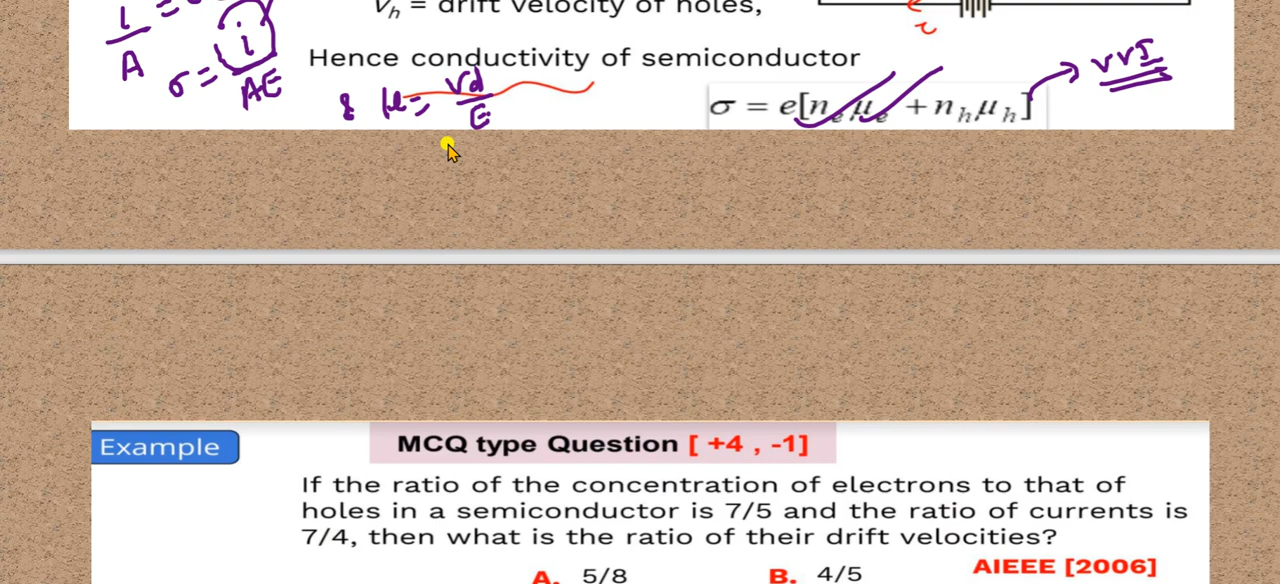 i/A =
σ = i/AE
V_h = drift velocity of holes,
Hence conductivity of semiconductor
& μ = Vd/E
σ = e[n_e μ_e + n_h μ_h]
VVI
Example
MCQ type Question [ +4 , -1]
If the ratio of the concentration of electrons to that of
holes in a semiconductor is 7/5 and the ratio of currents is
7/4, then what is the ratio of their drift velocities?
AIEEE [2006]
A. 5/8 B. 4/5